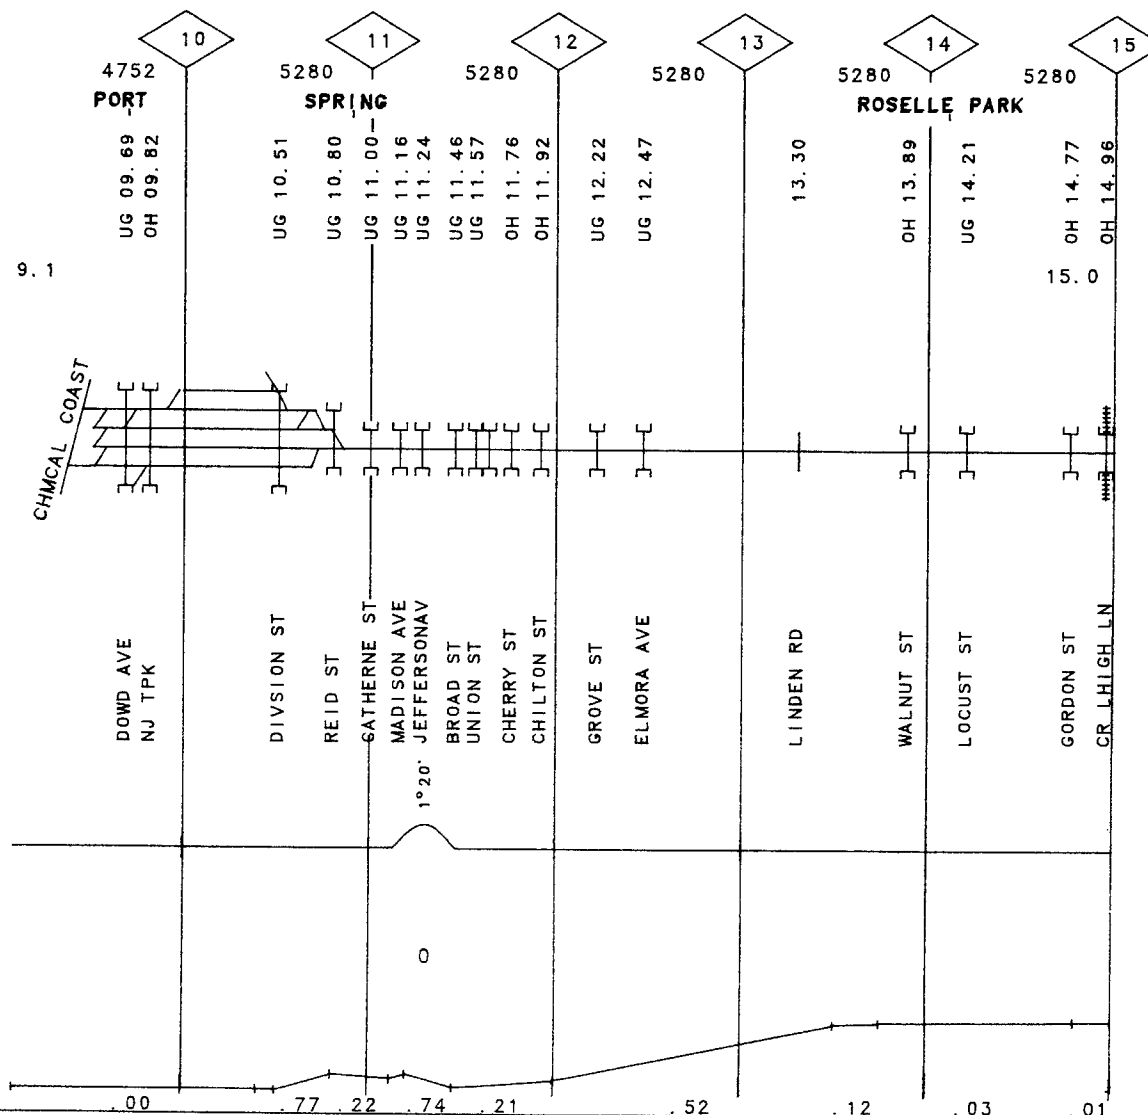 10 11 12 13 14 15
4752 5280 5280 5280 5280 5280
PORT SPRING ROSELLE PARK
UG 09.69
OH 09.82
UG 10.51
UG 10.80
UG 11.00
UG 11.16
UG 11.24
UG 11.46
UG 11.57
OH 11.76
OH 11.92
UG 12.22
UG 12.47
13.30
OH 13.89
UG 14.21
OH 14.77
OH 14.96
9.1 15.0
CHMCAL COAST
DOWD AVE
NJ TPK
DIVSION ST
REID ST
CATHERNE ST
MADISON AVE
JEFFERSONAV
BROAD ST
UNION ST
CHERRY ST
CHILTON ST
GROVE ST
ELMORA AVE
LINDEN RD
WALNUT ST
LOCUST ST
GORDON ST
CR LHIGH LN
1°20'
0
.00 .77 .22 .74 .21 .52 .12 .03 .01